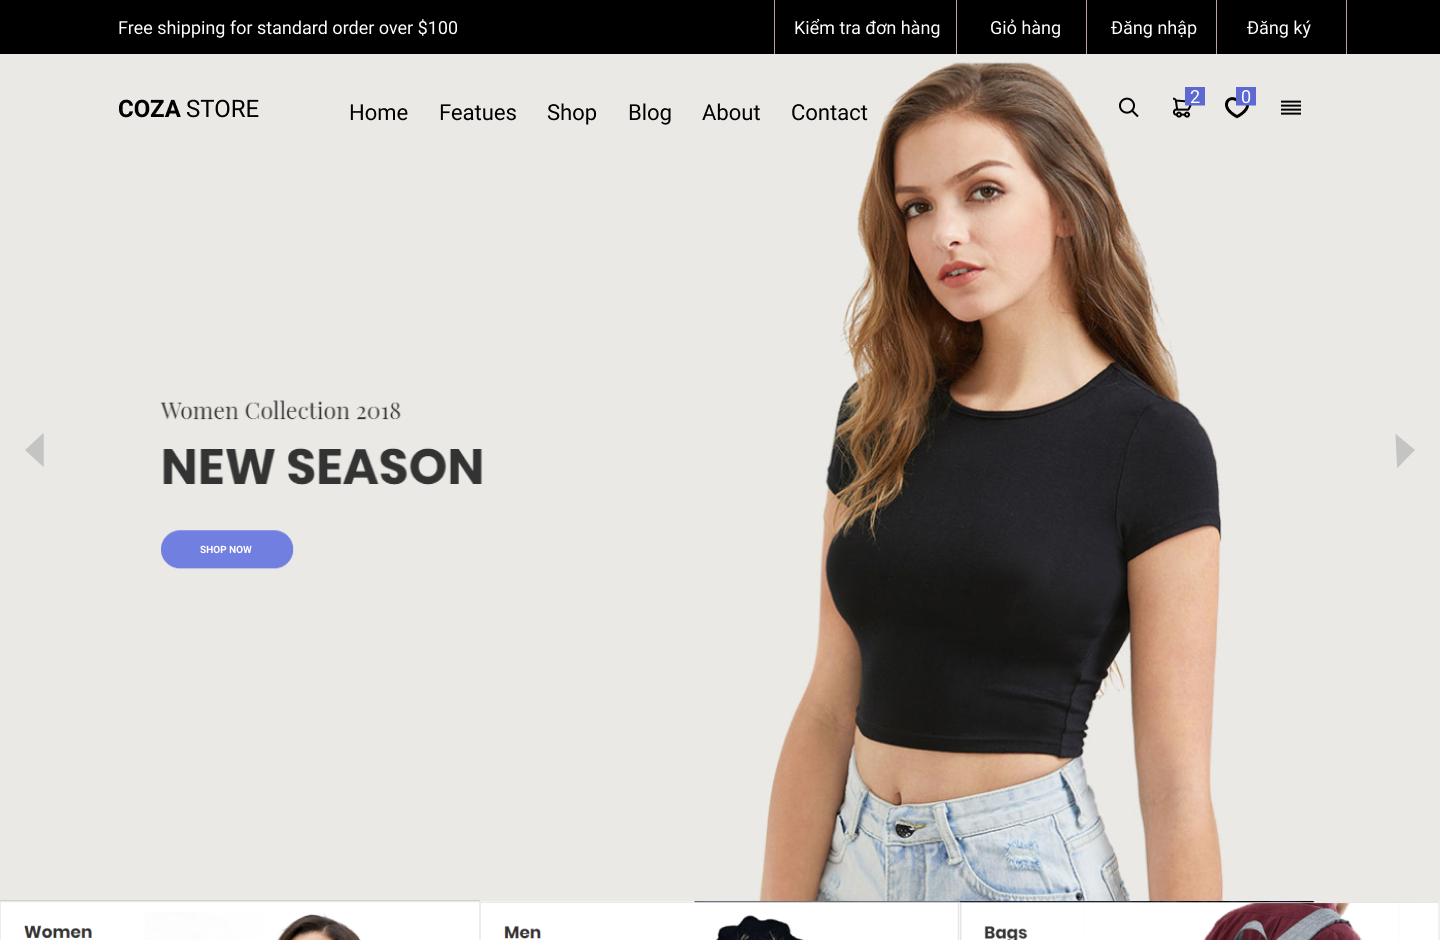 Free shipping for standard order over $100
Kiểm tra đơn hàng
Giỏ hàng
Đăng nhập
Đăng ký
COZA STORE
Home
Featues
Shop
Blog
About
Contact
2
0
Women Collection 2018
NEW SEASON
SHOP NOW
Women
Men
Bags